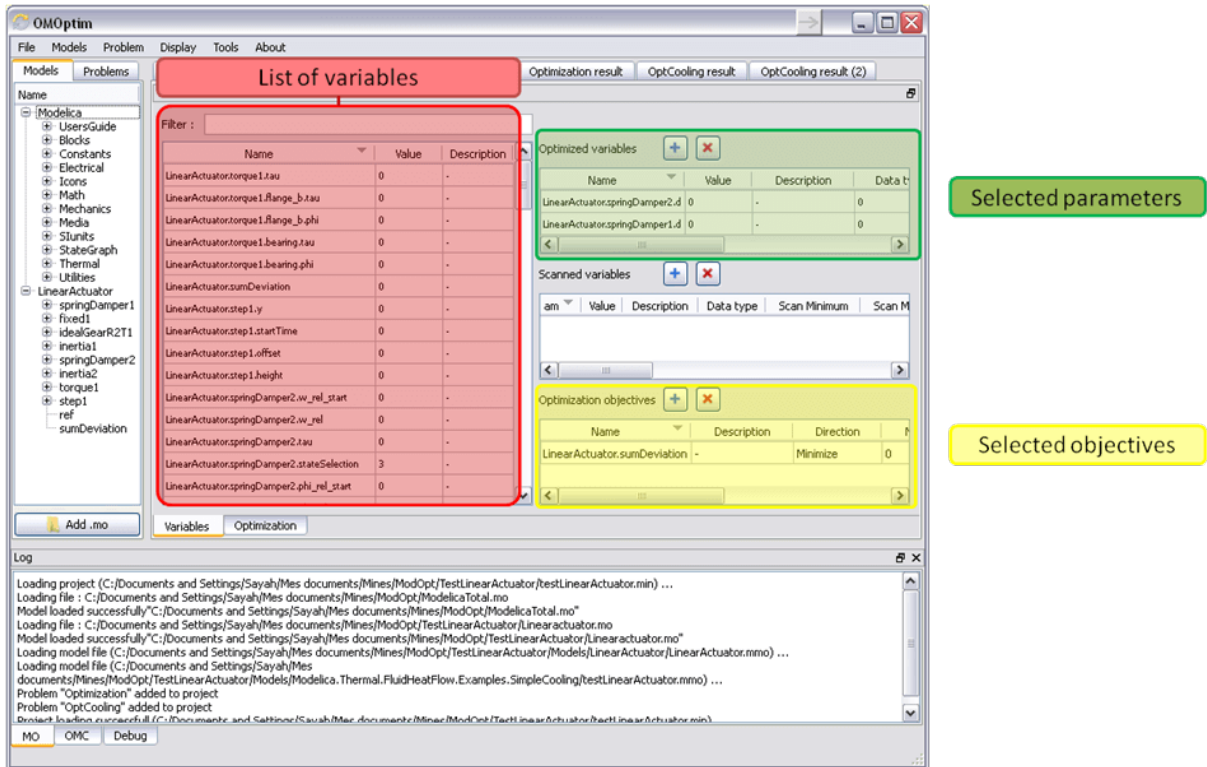 OMOptim
File Models Problem Display Tools About
Models Problems
List of variables
Optimization result OptCooling result OptCooling result (2)
Name
Modelica
UsersGuide
Blocks
Constants
Electrical
Icons
Math
Mechanics
Media
SIunits
StateGraph
Thermal
Utilities
LinearActuator
springDamper1
fixed1
idealGearR2T1
inertia1
springDamper2
inertia2
torque1
step1
ref
sumDeviation
Add .mo
Filter :
Name Value Description
LinearActuator.torque1.tau 0 -
LinearActuator.torque1.flange_b.tau 0 -
LinearActuator.torque1.flange_b.phi 0 -
LinearActuator.torque1.bearing.tau 0 -
LinearActuator.torque1.bearing.phi 0 -
LinearActuator.sumDeviation 0 -
LinearActuator.step1.y 0 -
LinearActuator.step1.startTime 0 -
LinearActuator.step1.offset 0 -
LinearActuator.step1.height 0 -
LinearActuator.springDamper2.w_rel_start 0 -
LinearActuator.springDamper2.w_rel 0 -
LinearActuator.springDamper2.tau 0 -
LinearActuator.springDamper2.stateSelection 3 -
LinearActuator.springDamper2.phi_rel_start 0 -
Variables Optimization
Optimized variables
Name Value Description Data t
LinearActuator.springDamper2.d 0 - 0
LinearActuator.springDamper1.d 0 - 0
Selected parameters
Scanned variables
am Value Description Data type Scan Minimum Scan M
Optimization objectives
Name Description Direction
LinearActuator.sumDeviation - Minimize 0
Selected objectives
Log
Loading project (C:/Documents and Settings/Sayah/Mes documents/Mines/ModOpt/TestLinearActuator/testLinearActuator.min) ...
Loading file : C:/Documents and Settings/Sayah/Mes documents/Mines/ModOpt/ModelicaTotal.mo
Model loaded successfully"C:/Documents and Settings/Sayah/Mes documents/Mines/ModOpt/ModelicaTotal.mo"
Loading file : C:/Documents and Settings/Sayah/Mes documents/Mines/ModOpt/TestLinearActuator/Linearactuator.mo
Model loaded successfully"C:/Documents and Settings/Sayah/Mes documents/Mines/ModOpt/TestLinearActuator/Linearactuator.mo"
Loading model file (C:/Documents and Settings/Sayah/Mes documents/Mines/ModOpt/TestLinearActuator/Models/LinearActuator/LinearActuator.mmo) ...
Loading model file (C:/Documents and Settings/Sayah/Mes
documents/Mines/ModOpt/TestLinearActuator/Models/Modelica.Thermal.FluidHeatFlow.Examples.SimpleCooling/testLinearActuator.mmo) ...
Problem "Optimization" added to project
Problem "OptCooling" added to project
Project loading successfull (C:/Documents and Settings/Sayah/Mes documents/Mines/ModOpt/TestLinearActuator/testLinearActuator.min)
MO OMC Debug